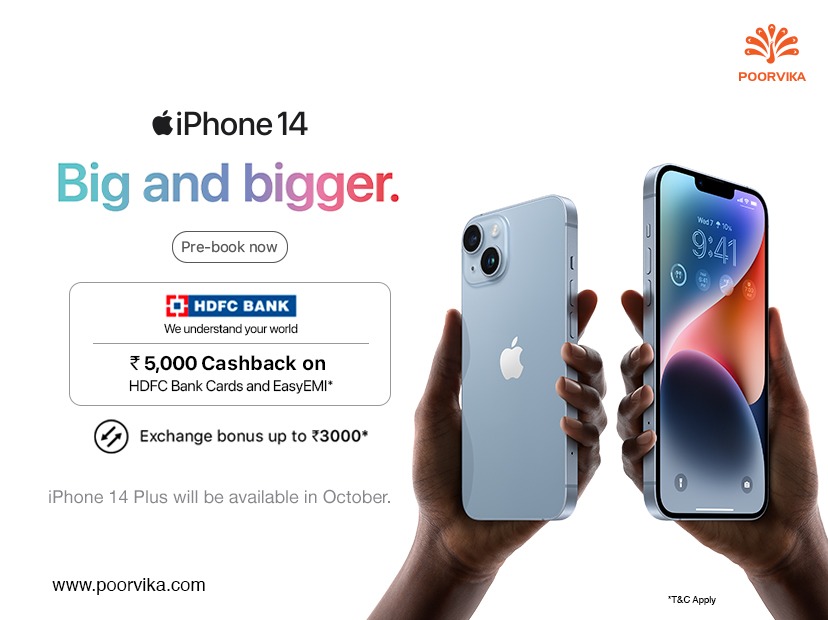 POORVIKA
iPhone 14
Big and bigger.
Pre-book now
HDFC BANK
We understand your world
₹ 5,000 Cashback on
HDFC Bank Cards and EasyEMI*
Exchange bonus up to ₹3000*
iPhone 14 Plus will be available in October.
www.poorvika.com
Wed 7 10%
9:41
*T&C Apply